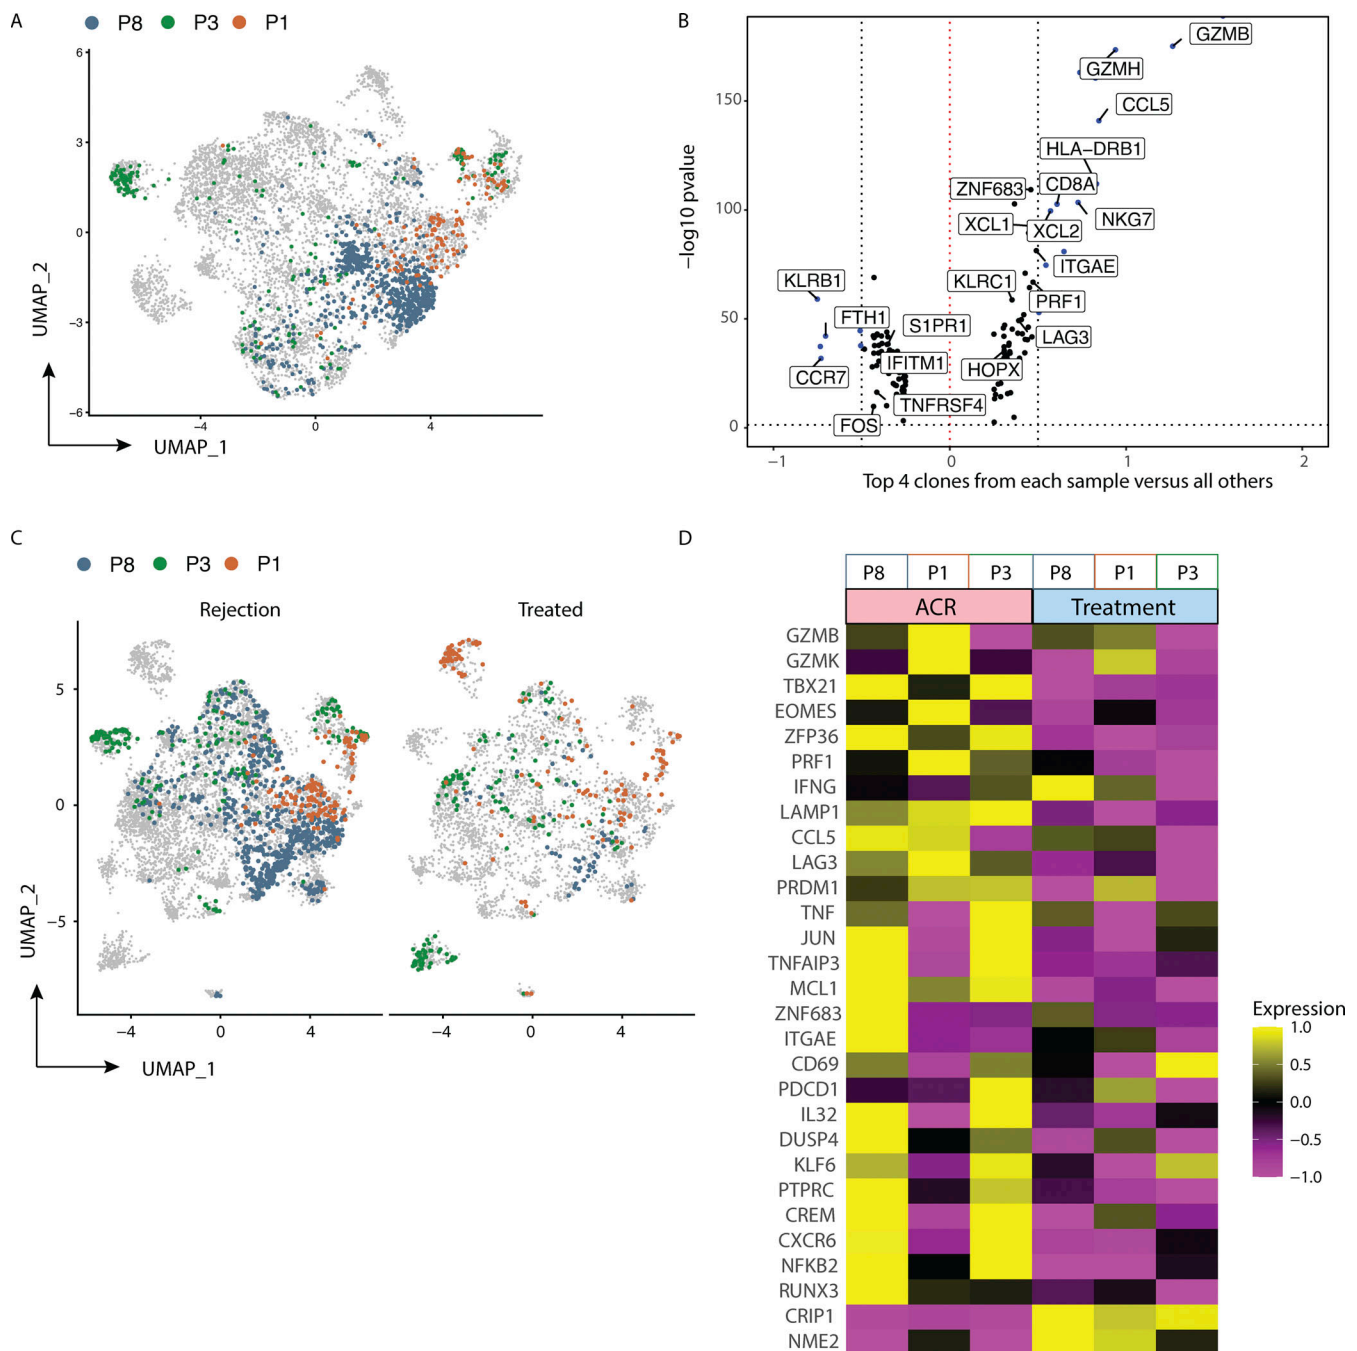 A
P8 P3 P1
6
3
0
−3
−6
−4 0 4
UMAP_2
UMAP_1
B
GZMB
GZMH
CCL5
HLA−DRB1
ZNF683
CD8A
XCL1
XCL2
NKG7
ITGAE
KLRB1
KLRC1
PRF1
FTH1
S1PR1
LAG3
IFITM1
HOPX
CCR7
TNFRSF4
FOS
150
100
50
0
−log10 pvalue
−1 0 1 2
Top 4 clones from each sample versus all others
C
P8 P3 P1
Rejection Treated
5
0
−5
−4 0 4 −4 0 4
UMAP_2
UMAP_1
D
P8 P1 P3 P8 P1 P3
ACR Treatment
GZMB
GZMK
TBX21
EOMES
ZFP36
PRF1
IFNG
LAMP1
CCL5
LAG3
PRDM1
TNF
JUN
TNFAIP3
MCL1
ZNF683
ITGAE
CD69
PDCD1
IL32
DUSP4
KLF6
PTPRC
CREM
CXCR6
NFKB2
RUNX3
CRIP1
NME2
Expression
1.0
0.5
0.0
−0.5
−1.0